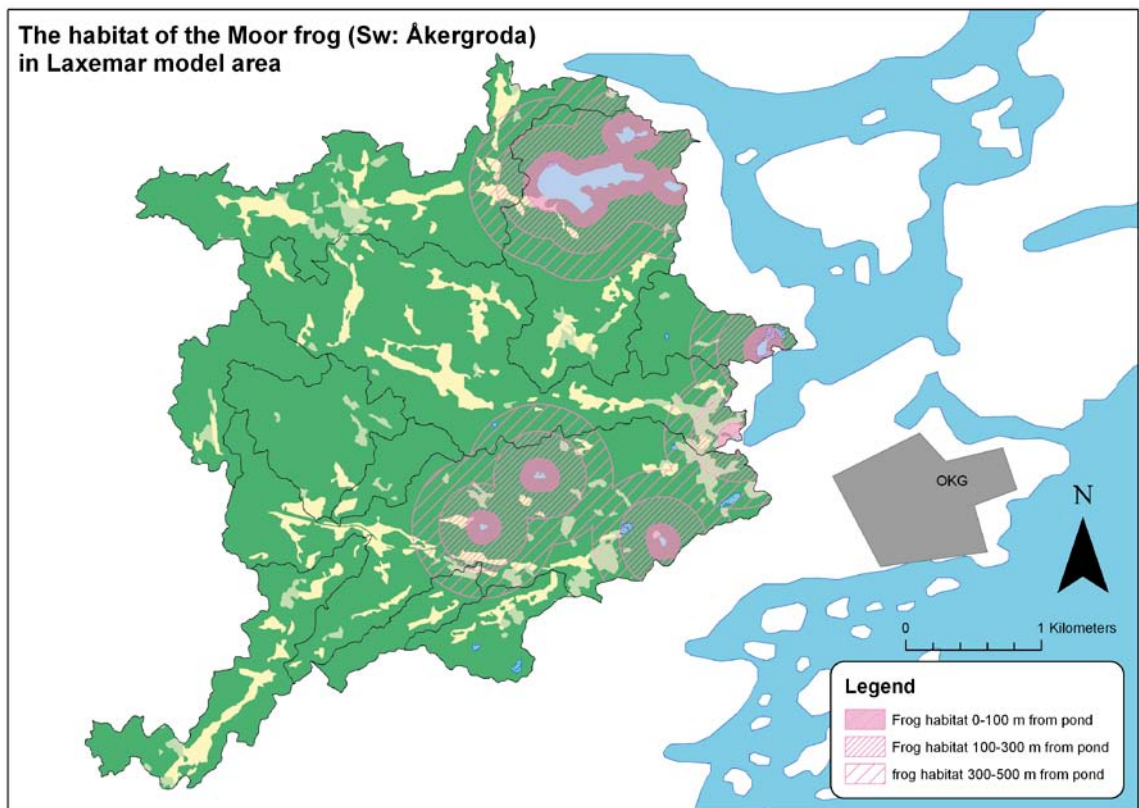 The habitat of the Moor frog (Sw: Åkergroda)
in Laxemar model area
OKG
N
0 1 Kilometers
Legend
Frog habitat 0-100 m from pond
Frog habitat 100-300 m from pond
frog habitat 300-500 m from pond